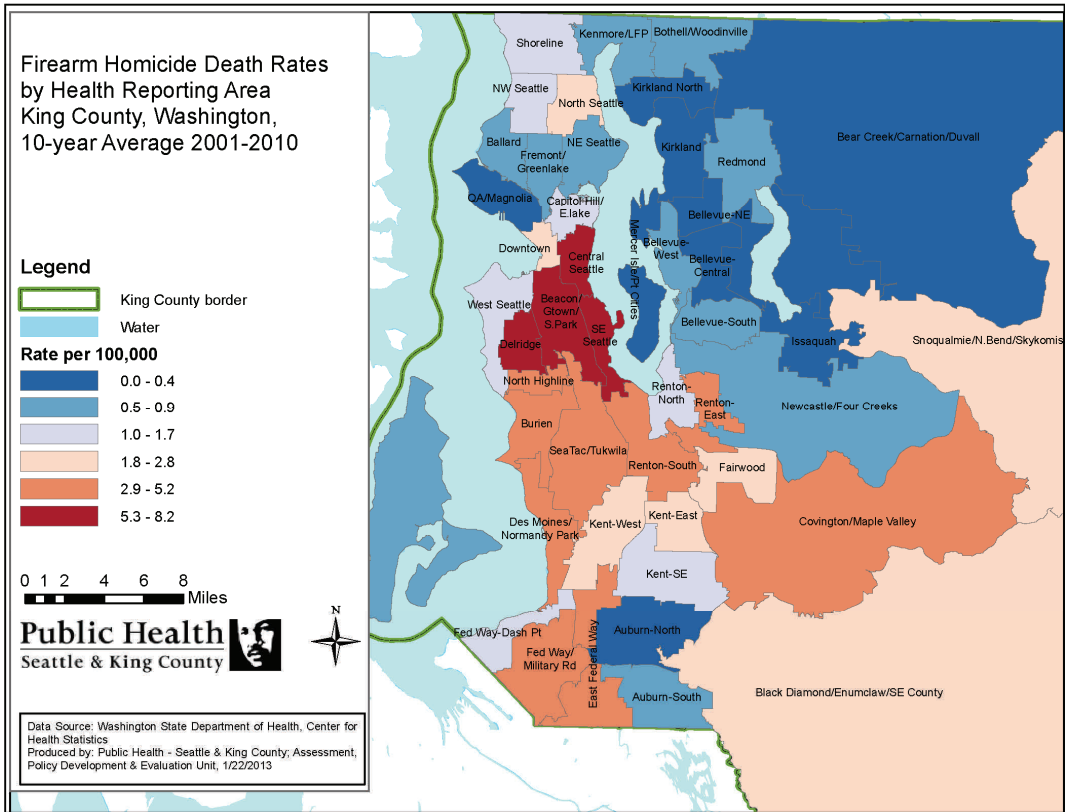 Firearm Homicide Death Rates
by Health Reporting Area
King County, Washington,
10-year Average 2001-2010
Legend
King County border
Water
Rate per 100,000
0.0 - 0.4
0.5 - 0.9
1.0 - 1.7
1.8 - 2.8
2.9 - 5.2
5.3 - 8.2
0 1 2 4 6 8
Miles
N
Public Health
Seattle & King County
Data Source: Washington State Department of Health, Center for
Health Statistics
Produced by: Public Health - Seattle & King County; Assessment,
Policy Development & Evaluation Unit, 1/22/2013
Shoreline
Kenmore/LFP
Bothell/Woodinville
NW Seattle
North Seattle
Kirkland North
Bear Creek/Carnation/Duvall
Ballard
Fremont/
Greenlake
NE Seattle
Kirkland
Redmond
QA/Magnolia
Capitol Hill/
E.lake
Bellevue-NE
Mercer Isle/Pt Cities
Bellevue-
West
Bellevue-
Central
Downtown
Central
Seattle
West Seattle
Beacon/
Gtown/
S.Park
SE
Seattle
Delridge
Bellevue-South
Issaquah
Snoqualmie/N.Bend/Skykomis
North Highline
Renton-
North
Renton-
East
Newcastle/Four Creeks
Burien
SeaTac/Tukwila
Renton-South
Fairwood
Des Moines/
Normandy Park
Kent-West
Kent-East
Covington/Maple Valley
Kent-SE
Fed Way-Dash Pt
Fed Way/
Military Rd
East Federal Way
Auburn-North
Auburn-South
Black Diamond/Enumclaw/SE County